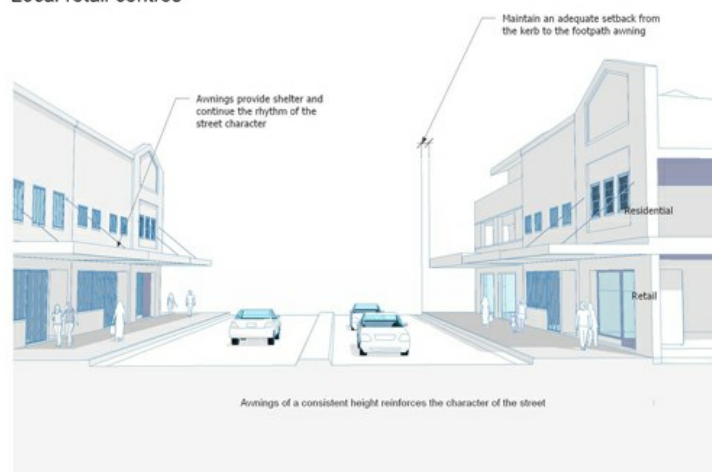 Local retail centres
Maintain an adequate setback from
the kerb to the footpath awning
Awnings provide shelter and
continue the rhythm of the
street character
Residential
Retail
Awnings of a consistent height reinforces the character of the street